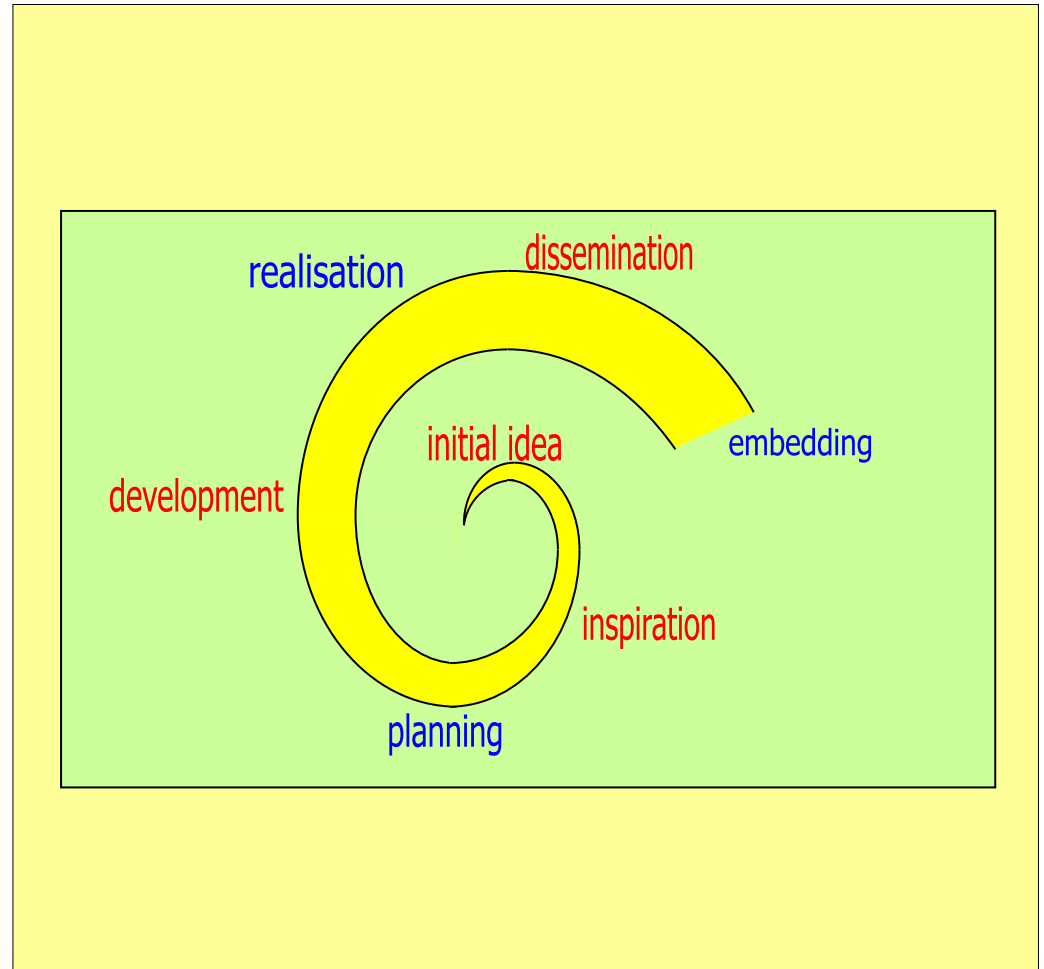 dissemination
realisation
initial idea
embedding
development
inspiration
planning